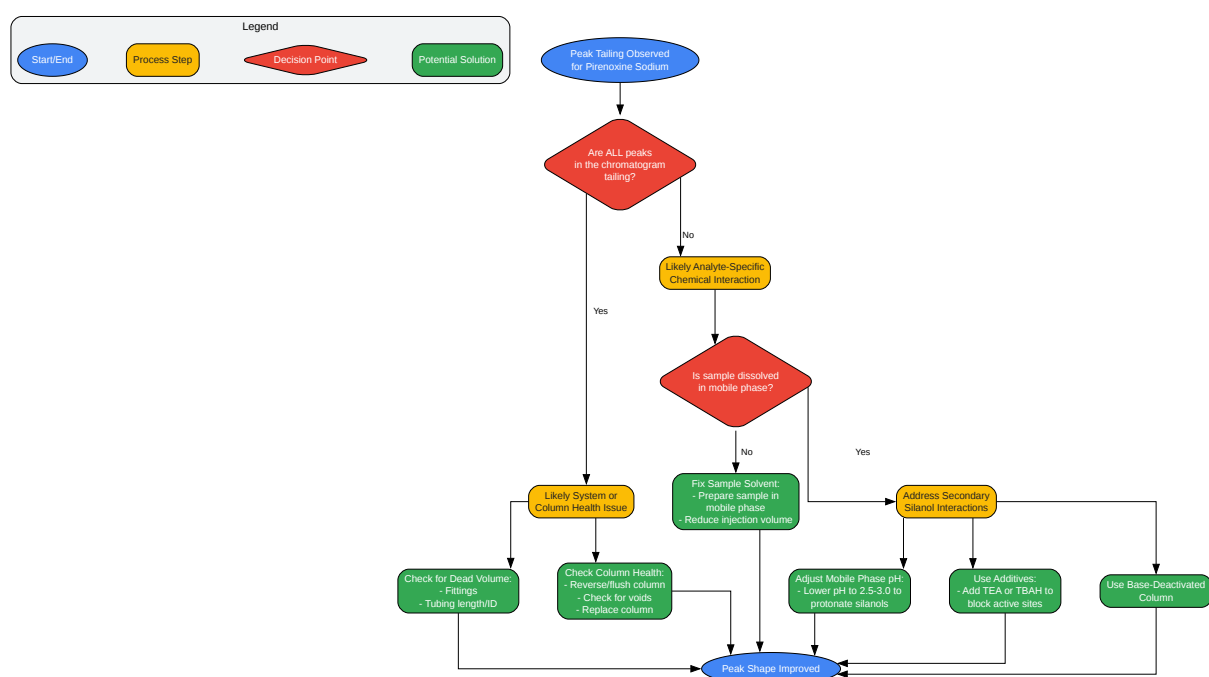 Legend
Start/End
Process Step
Decision Point
Potential Solution
Peak Tailing Observed
for Pirenoxine Sodium
Are ALL peaks
in the chromatogram
tailing?
No
Likely Analyte-Specific
Chemical Interaction
Yes
Is sample dissolved
in mobile phase?
No
Yes
Fix Sample Solvent:
- Prepare sample in
mobile phase
- Reduce injection volume
Likely System or
Column Health Issue
Address Secondary
Silanol Interactions
Check for Dead Volume:
- Fittings
- Tubing length/ID
Check Column Health:
- Reverse/flush column
- Check for voids
- Replace column
Adjust Mobile Phase pH:
- Lower pH to 2.5-3.0 to
protonate silanols
Use Additives:
- Add TEA or TBAH to
block active sites
Use Base-Deactivated
Column
Peak Shape Improved